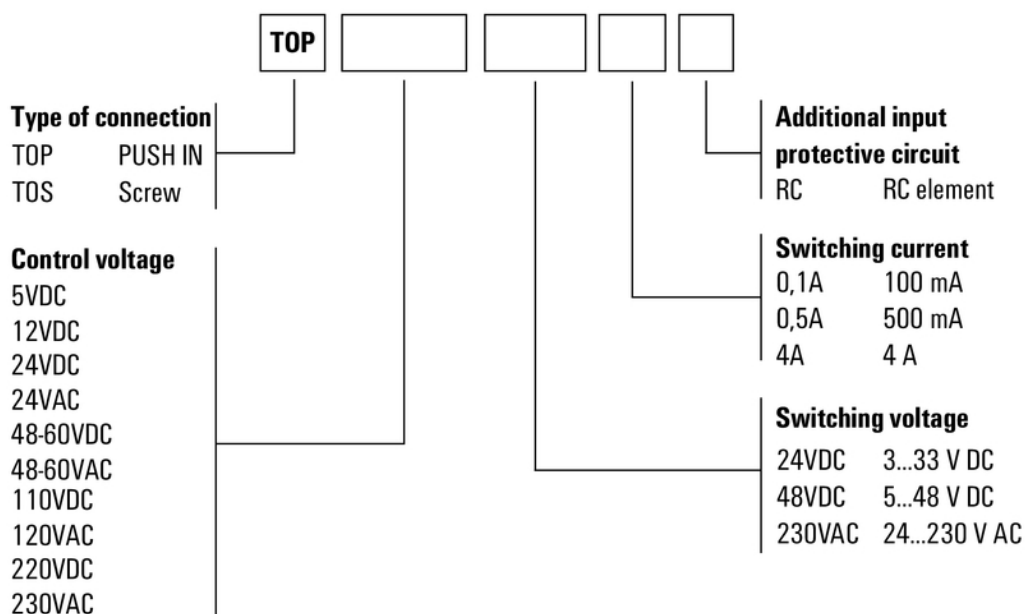 TOP
Type of connection
TOP PUSH IN
TOS Screw
Control voltage
5VDC
12VDC
24VDC
24VAC
48-60VDC
48-60VAC
110VDC
120VAC
220VDC
230VAC
Additional input
protective circuit
RC RC element
Switching current
0,1A 100 mA
0,5A 500 mA
4A 4 A
Switching voltage
24VDC 3...33 V DC
48VDC 5...48 V DC
230VAC 24...230 V AC